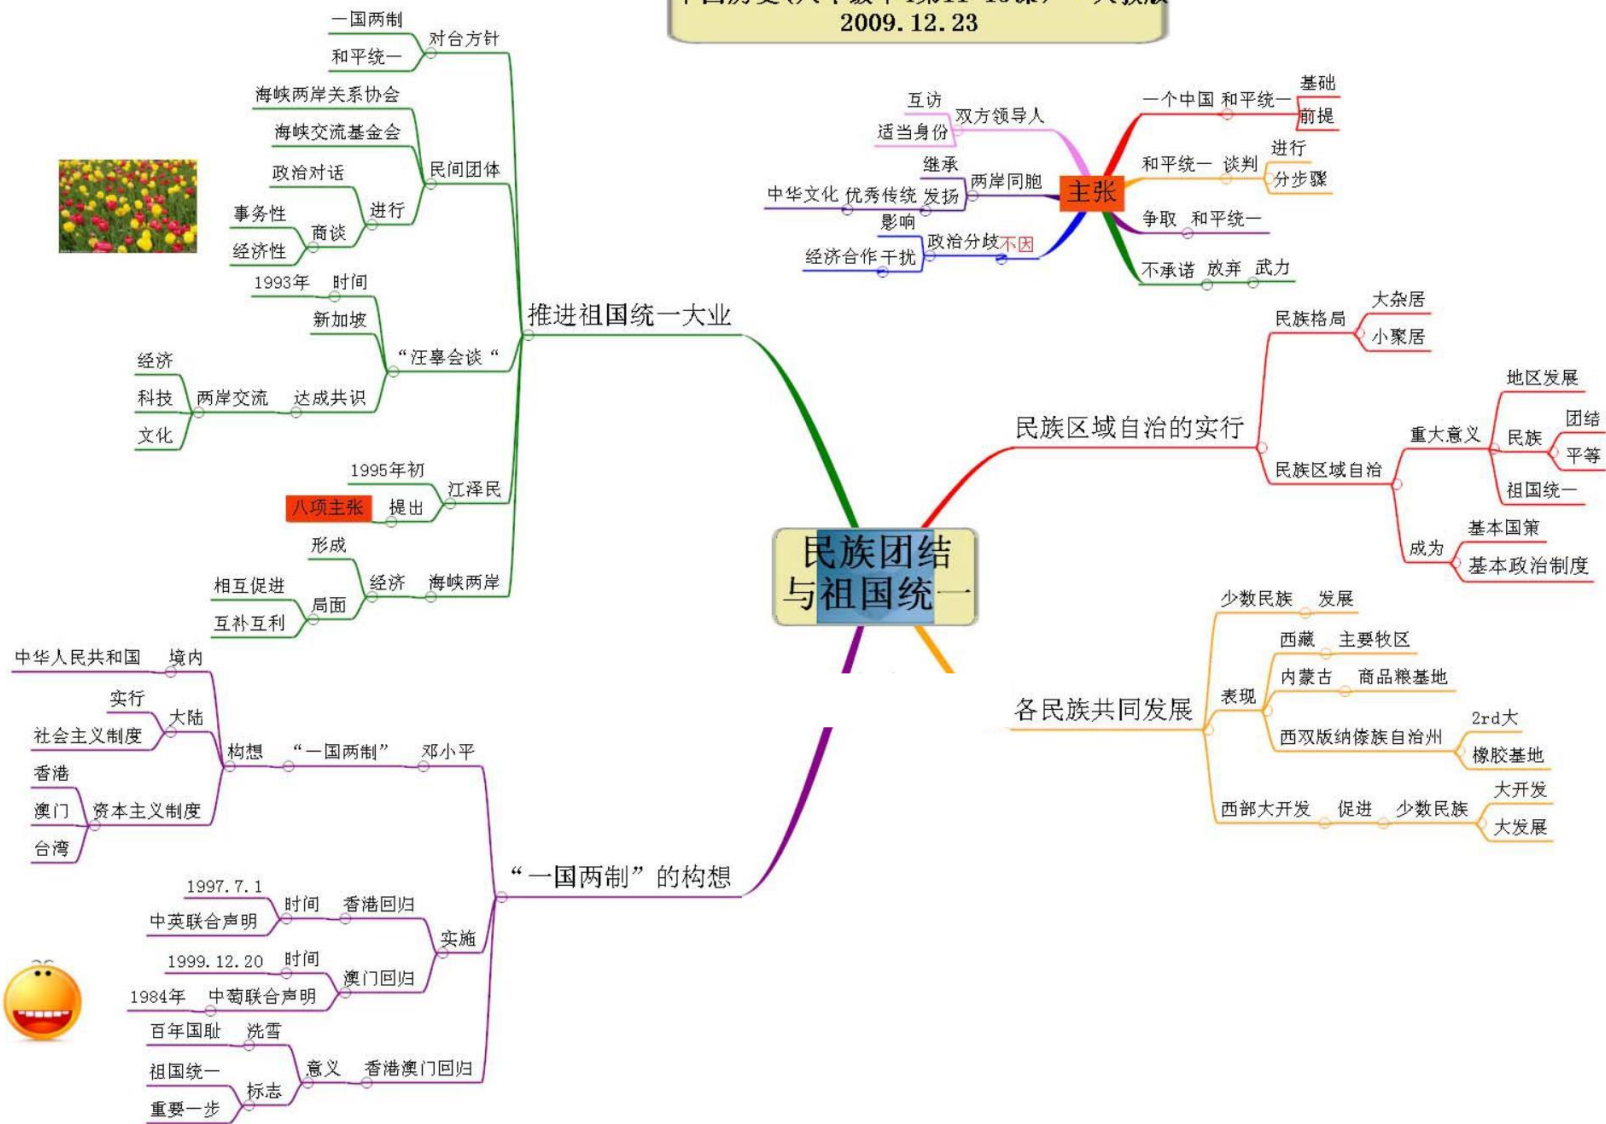 2009.12.23
一国两制
和平统一
对台方针
海峡两岸关系协会
海峡交流基金会
政治对话
事务性
经济性
商谈
进行
民间团体
1993年
时间
新加坡
经济
科技
文化
两岸交流
达成共识
“汪辜会谈“
1995年初
八项主张
提出
江泽民
形成
相互促进
互补互利
局面
经济
海峡两岸
推进祖国统一大业
互访
适当身份
双方领导人
继承
中华文化
优秀传统
发扬
两岸同胞
影响
经济合作
干扰
政治分歧
不因
主张
一个中国
和平统一
基础
前提
和平统一
谈判
进行
分步骤
争取
和平统一
不承诺
放弃
武力
民族区域自治的实行
民族格局
大杂居
小聚居
民族区域自治
重大意义
地区发展
民族
团结
平等
祖国统一
成为
基本国策
基本政治制度
民族团结
与祖国统一
各民族共同发展
少数民族
发展
表现
西藏
主要牧区
内蒙古
商品粮基地
西双版纳傣族自治州
2rd大
橡胶基地
西部大开发
促进
少数民族
大开发
大发展
中华人民共和国
境内
实行
社会主义制度
大陆
香港
澳门
台湾
资本主义制度
构想
“一国两制”
邓小平
“一国两制”的构想
1997.7.1
中英联合声明
时间
香港回归
1999.12.20
时间
1984年
中萄联合声明
澳门回归
实施
百年国耻
洗雪
祖国统一
重要一步
标志
意义
香港澳门回归